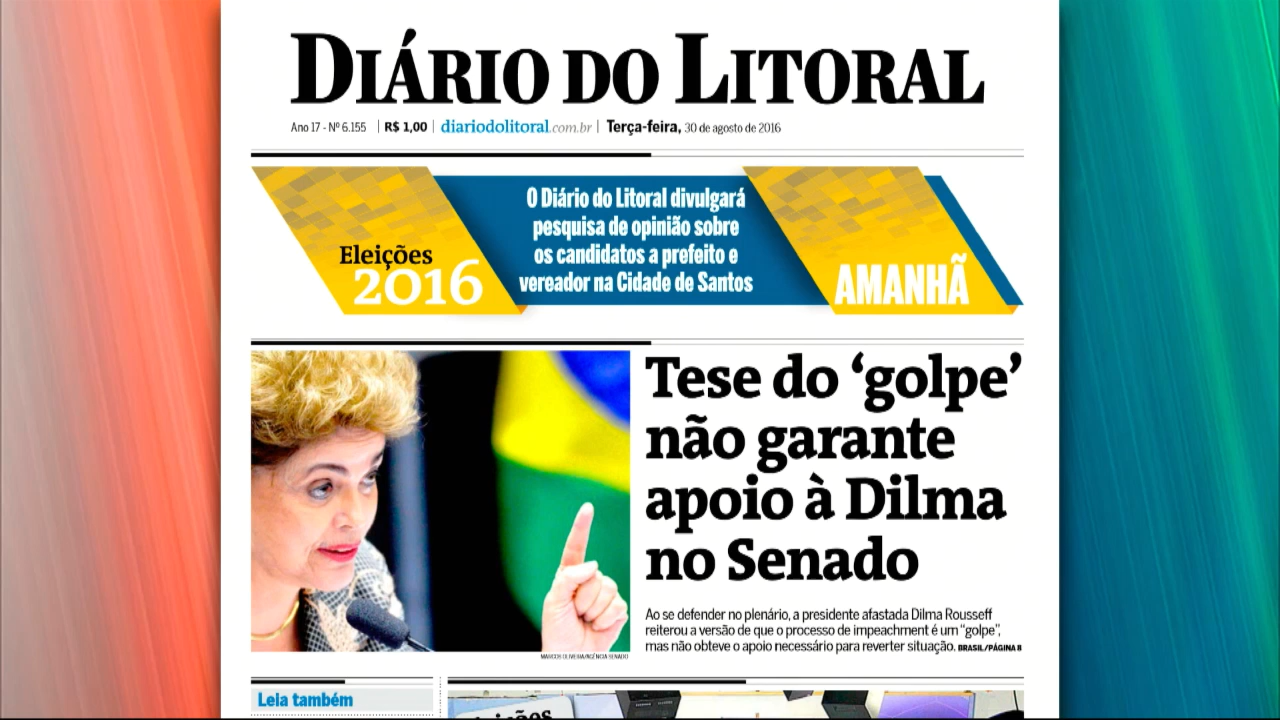 DIÁRIO DO LITORAL
Ano 17 - Nº 6.155 | R$ 1,00 | diariodolitoral.com.br | Terça-feira, 30 de agosto de 2016
Eleições
2016
O Diário do Litoral divulgará
pesquisa de opinião sobre
os candidatos a prefeito e
vereador na Cidade de Santos
AMANHÃ
Tese do ‘golpe’
não garante
apoio à Dilma
no Senado
Ao se defender no plenário, a presidente afastada Dilma Rousseff
reiterou a versão de que o processo de impeachment é um “golpe”,
mas não obteve o apoio necessário para reverter situação. BRASIL/PÁGINA 8
MARCOS OLIVEIRA/AGÊNCIA SENADO
Leia também